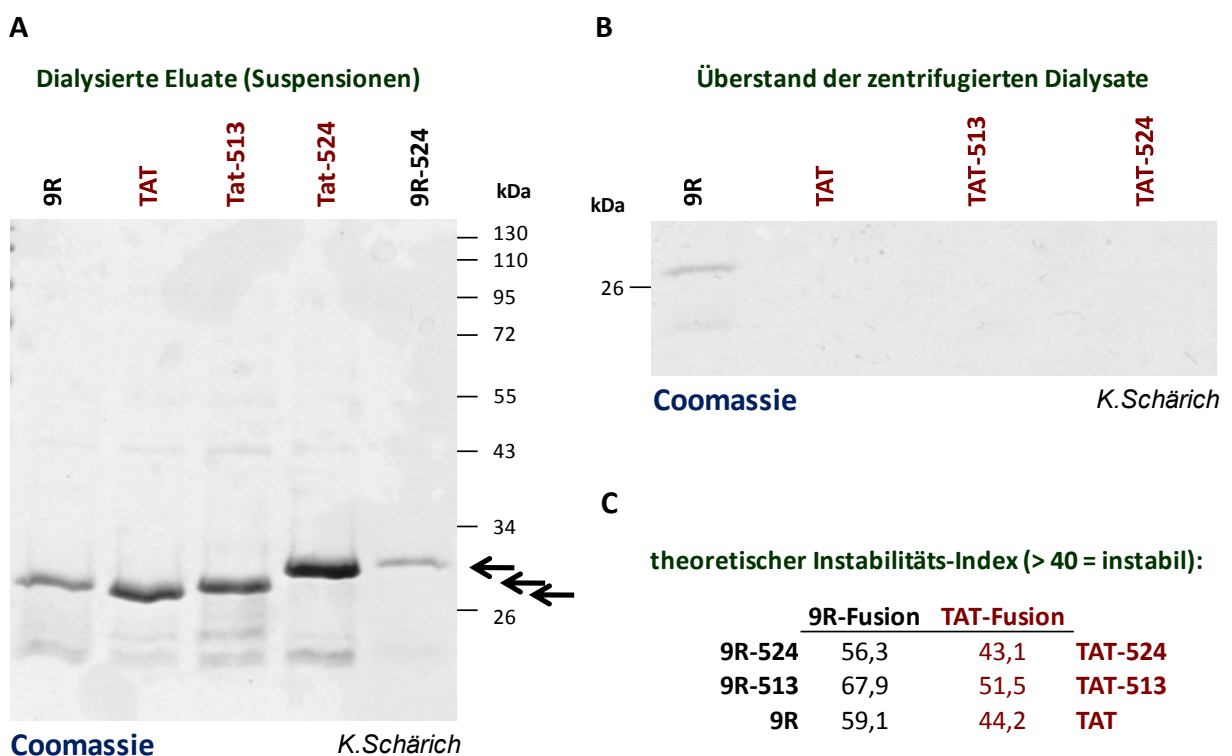 A
Dialysierte Eluate (Suspensionen)
9R
TAT
Tat-513
Tat-524
9R-524
kDa
130
110
95
72
55
43
34
26
Coomassie
K.Schärich
B
Überstand der zentrifugierten Dialysate
kDa
9R
TAT
TAT-513
TAT-524
26
Coomassie
K.Schärich
C
theoretischer Instabilitäts-Index (> 40 = instabil):
9R-Fusion TAT-Fusion
9R-524 56,3 43,1 TAT-524
9R-513 67,9 51,5 TAT-513
9R 59,1 44,2 TAT